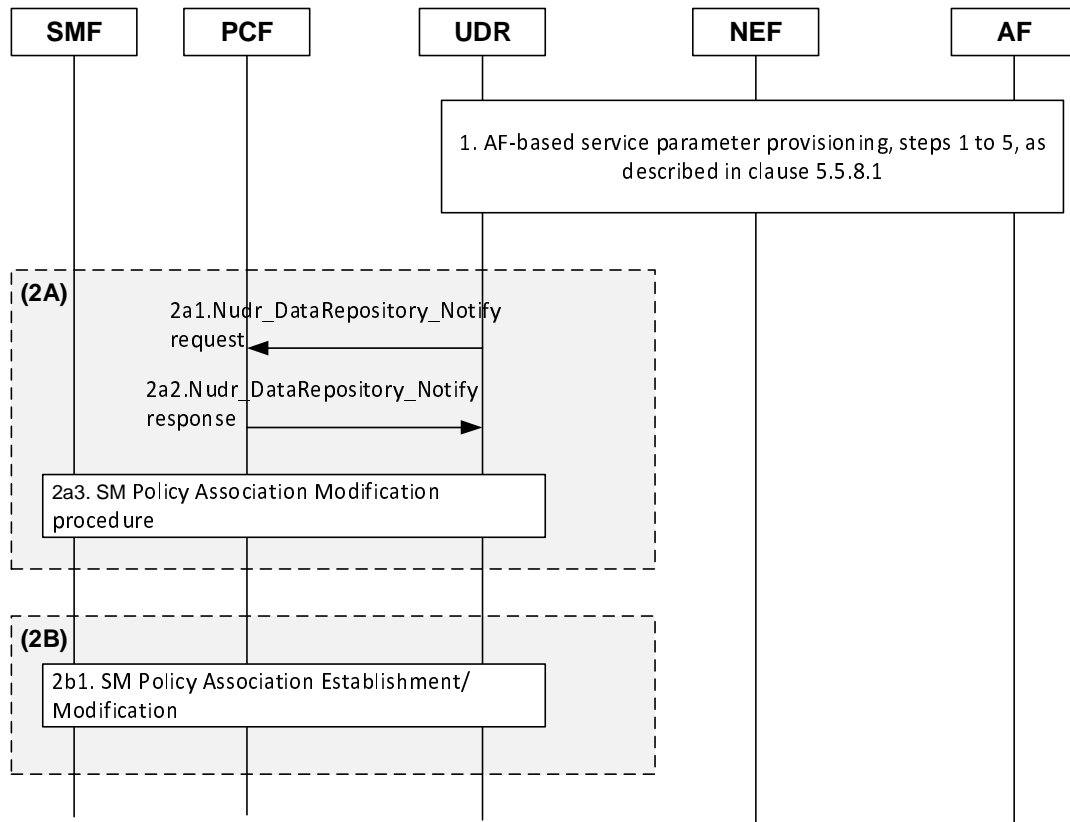 SMF PCF UDR NEF AF
1. AF-based service parameter provisioning, steps 1 to 5, as
described in clause 5.5.8.1
(2A)
2a1.Nudr_DataRepository_Notify
request
2a2.Nudr_DataRepository_Notify
response
2a3. SM Policy Association Modification
procedure
(2B)
2b1. SM Policy Association Establishment/
Modification